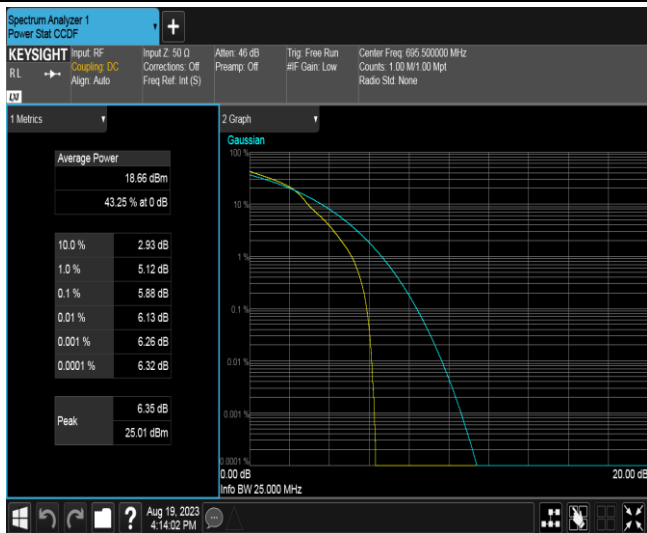 Spectrum Analyzer 1
Power Stat CCDF
+
KEYSIGHT
RL
LXI
Input: RF
Coupling: DC
Align: Auto
Input Z: 50 Ω
Corrections: Off
Freq Ref: Int (S)
Atten: 46 dB
Preamp: Off
Trig: Free Run
#IF Gain: Low
Center Freq: 695.500000 MHz
Counts: 1.00 M/1.00 Mpt
Radio Std: None
1 Metrics
Average Power
18.66 dBm
43.25 % at 0 dB
10.0 % 2.93 dB
1.0 % 5.12 dB
0.1 % 5.88 dB
0.01 % 6.13 dB
0.001 % 6.26 dB
0.0001 % 6.32 dB
Peak
6.35 dB
25.01 dBm
2 Graph
Gaussian
100 %
10 %
1 %
0.1 %
0.01 %
0.001 %
0.0001 %
0.00 dB
20.00 dB
Info BW 25.000 MHz
?
Aug 19, 2023
4:14:02 PM